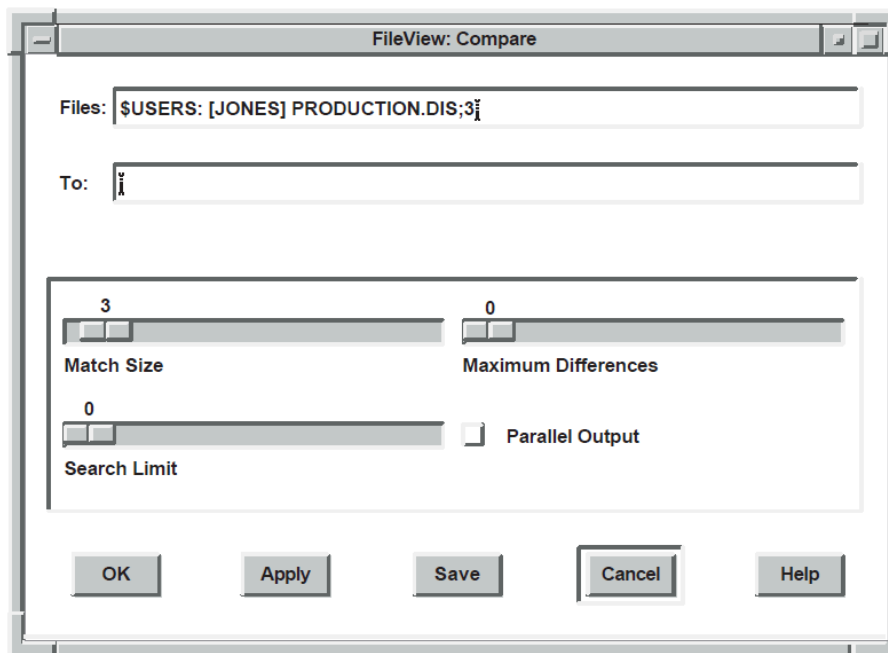 FileView: Compare
Files: $USERS: [JONES] PRODUCTION.DIS;3
To:
3 0
Match Size Maximum Differences
0
Parallel Output
Search Limit
OK Apply Save Cancel Help